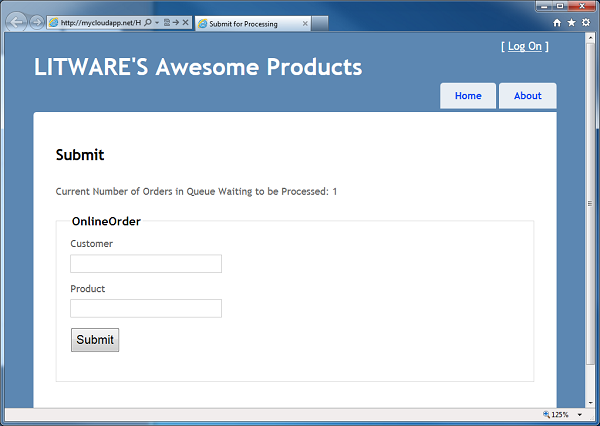 http://mycloudapp.net/H
Submit for Processing
[ Log On ]
LITWARE'S Awesome Products
Home
About
Submit
Current Number of Orders in Queue Waiting to be Processed: 1
OnlineOrder
Customer
Product
Submit
125%